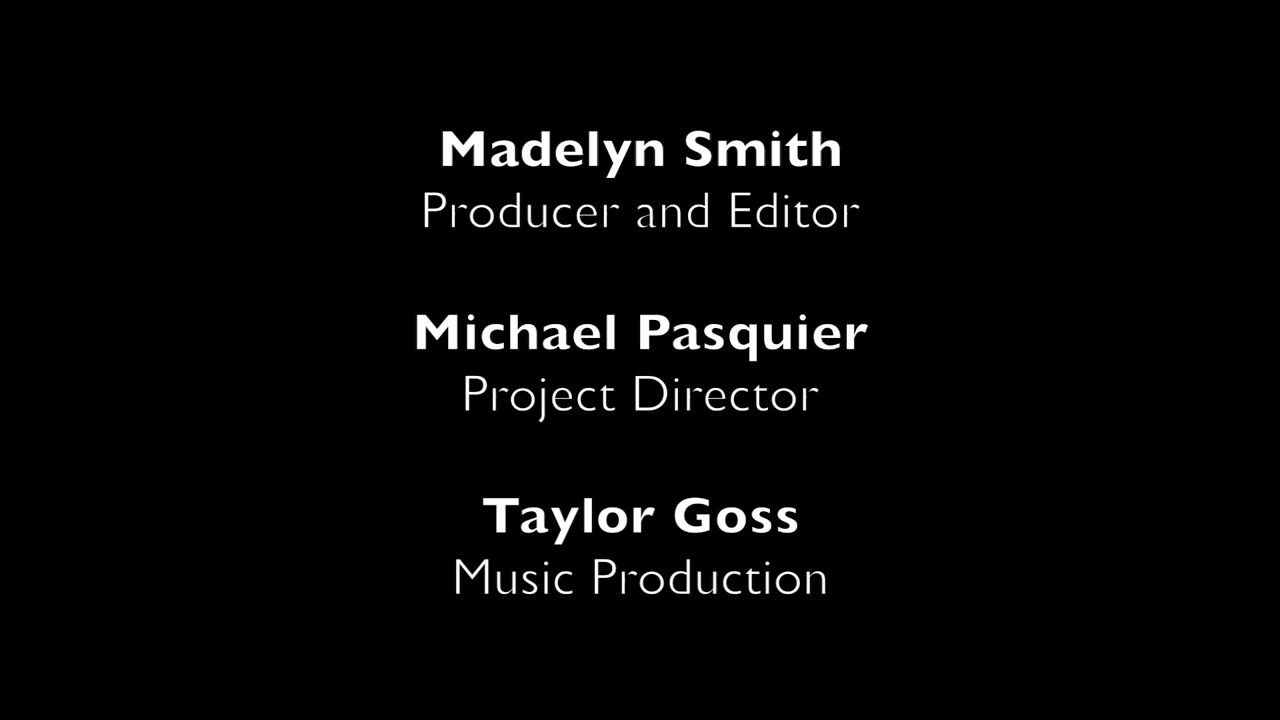 Madelyn Smith
Producer and Editor
Michael Pasquier
Project Director
Taylor Goss
Music Production